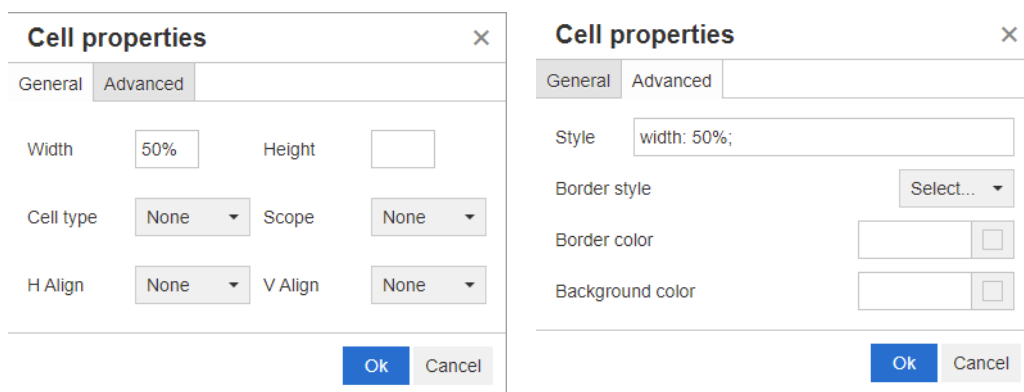 Cell properties ×
General Advanced
Width 50% Height
Cell type None Scope None
H Align None V Align None
Ok Cancel
Cell properties ×
General Advanced
Style width: 50%;
Border style Select...
Border color
Background color
Ok Cancel